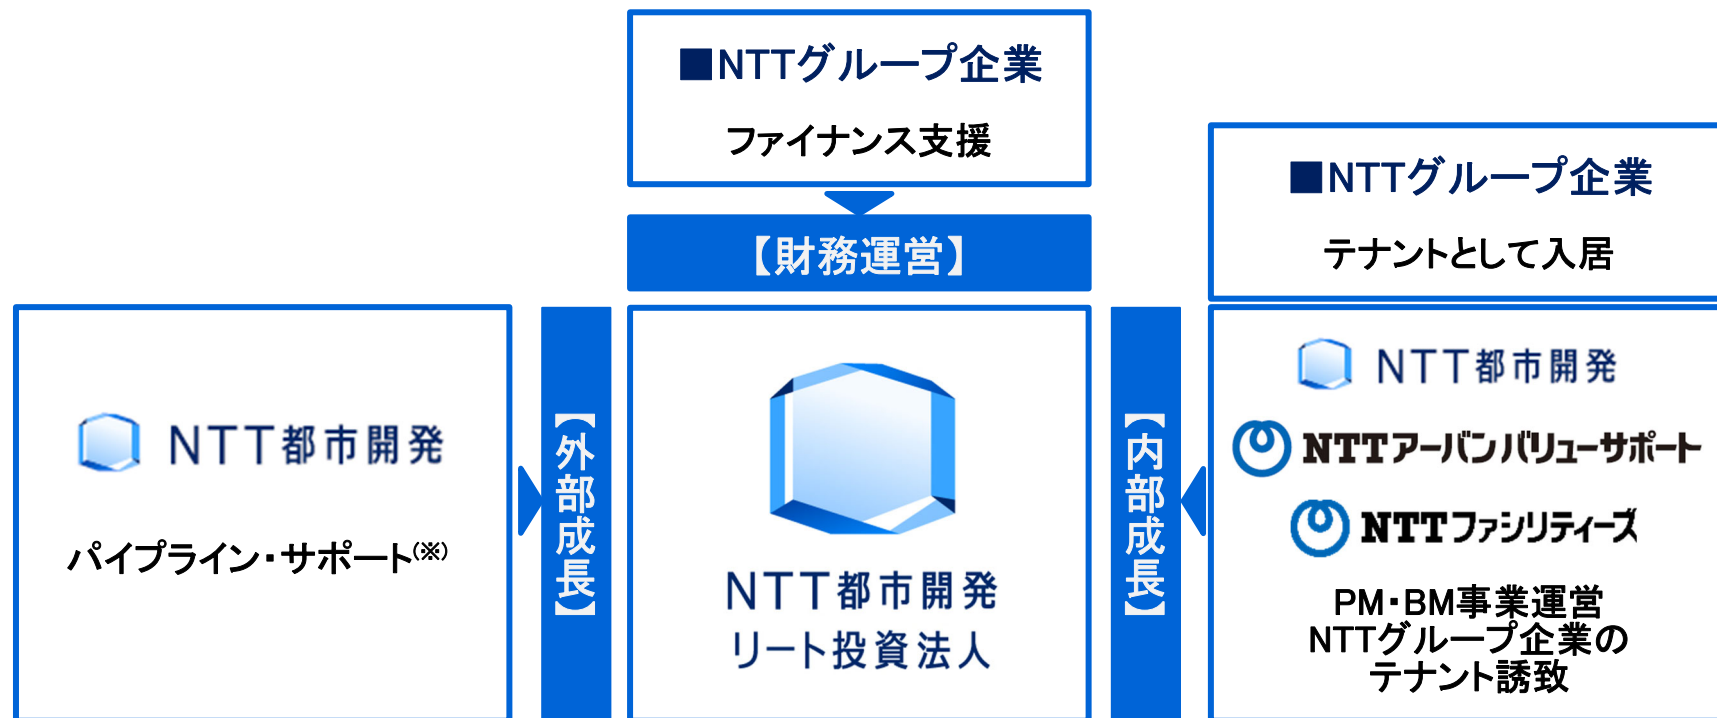 ■NTTグループ企業
ファイナンス支援
【財務運営】
■NTTグループ企業
テナントとして入居
NTT都市開発
パイプライン・サポート(※)
【外部成長】
NTT都市開発
リート投資法人
【内部成長】
NTT都市開発
NTTアーバンバリューサポート
NTTファシリティーズ
PM・BM事業運営
NTTグループ企業の
テナント誘致